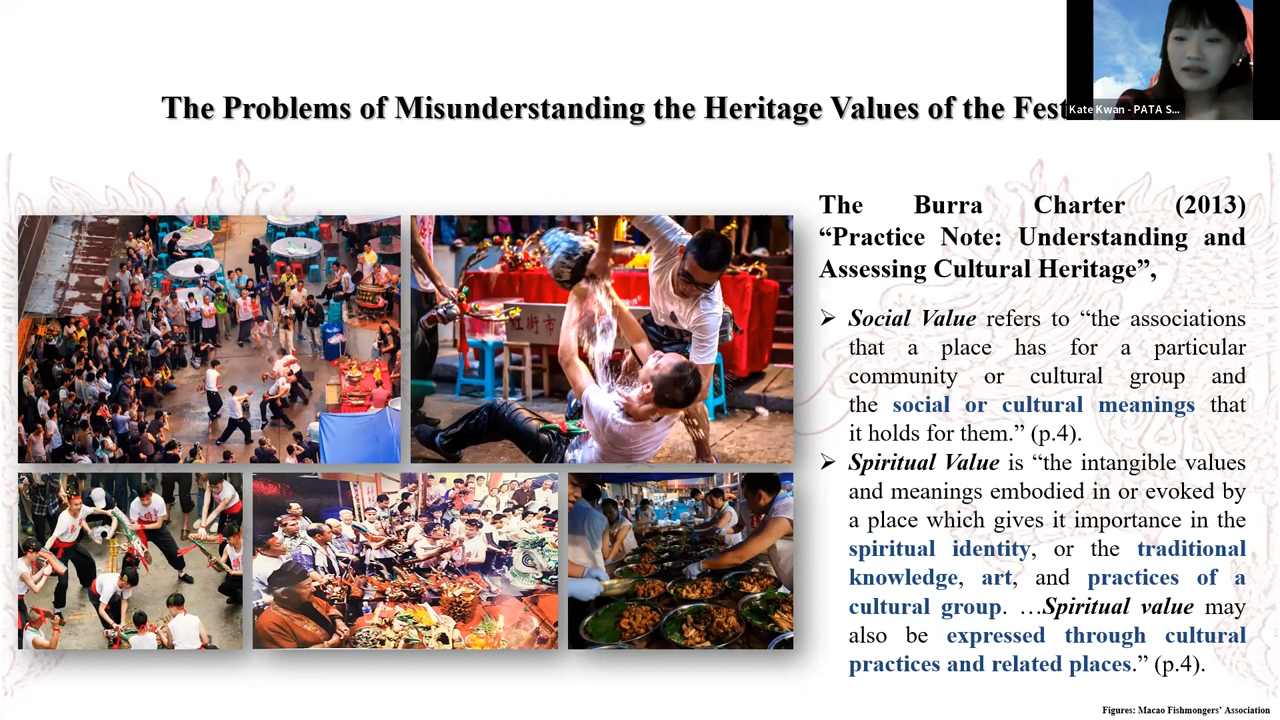 Kate Kwan - PATA S...
The Problems of Misunderstanding the Heritage Values of the Fest
The Burra Charter (2013)
“Practice Note: Understanding and
Assessing Cultural Heritage”,
➢ Social Value refers to “the associations
that a place has for a particular
community or cultural group and
the social or cultural meanings that
it holds for them.” (p.4).
➢ Spiritual Value is “the intangible values
and meanings embodied in or evoked by
a place which gives it importance in the
spiritual identity, or the traditional
knowledge, art, and practices of a
cultural group. …Spiritual value may
also be expressed through cultural
practices and related places.” (p.4).
街市
Figures: Macao Fishmongers’ Association